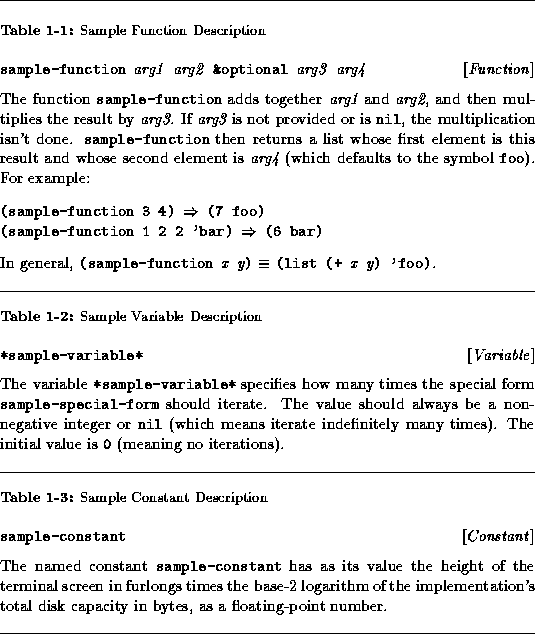 Table 1-1: Sample Function Description
sample-function arg1 arg2 &optional arg3 arg4 [Function]
The function sample-function adds together arg1 and arg2, and then mul-
tiplies the result by arg3. If arg3 is not provided or is nil, the multiplication
isn't done. sample-function then returns a list whose first element is this
result and whose second element is arg4 (which defaults to the symbol foo).
For example:
(sample-function 3 4) ⇒ (7 foo)
(sample-function 1 2 2 'bar) ⇒ (6 bar)
In general, (sample-function x y) ≡ (list (+ x y) 'foo).
Table 1-2: Sample Variable Description
*sample-variable* [Variable]
The variable *sample-variable* specifies how many times the special form
sample-special-form should iterate. The value should always be a non-
negative integer or nil (which means iterate indefinitely many times). The
initial value is 0 (meaning no iterations).
Table 1-3: Sample Constant Description
sample-constant [Constant]
The named constant sample-constant has as its value the height of the
terminal screen in furlongs times the base-2 logarithm of the implementation's
total disk capacity in bytes, as a floating-point number.